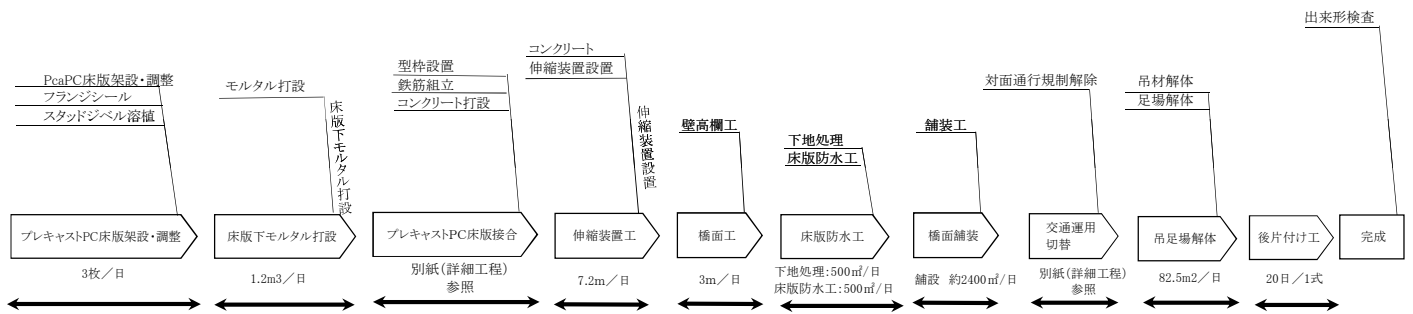 出来形検査
PcaPC床版架設・調整
フランジシール
スタッドジベル溶植
モルタル打設
床版下モルタル打設
型枠設置
鉄筋組立
コンクリート打設
コンクリート
伸縮装置設置
伸縮装置設置
壁高欄工
下地処理
床版防水工
舗装工
対面通行規制解除
吊材解体
足場解体
プレキャストPC床版架設・調整
床版下モルタル打設
プレキャストPC床版接合
伸縮装置工
橋面工
床版防水工
橋面舗装
交通運用
切替
吊足場解体
後片付け工
完成
3枚／日
1.2m3／日
別紙(詳細工程)
参照
7.2m／日
3m／日
下地処理:500㎡/日
床版防水工:500㎡/日
舗設 約2400㎡/日
別紙(詳細工程)
参照
82.5m2／日
20日／1式